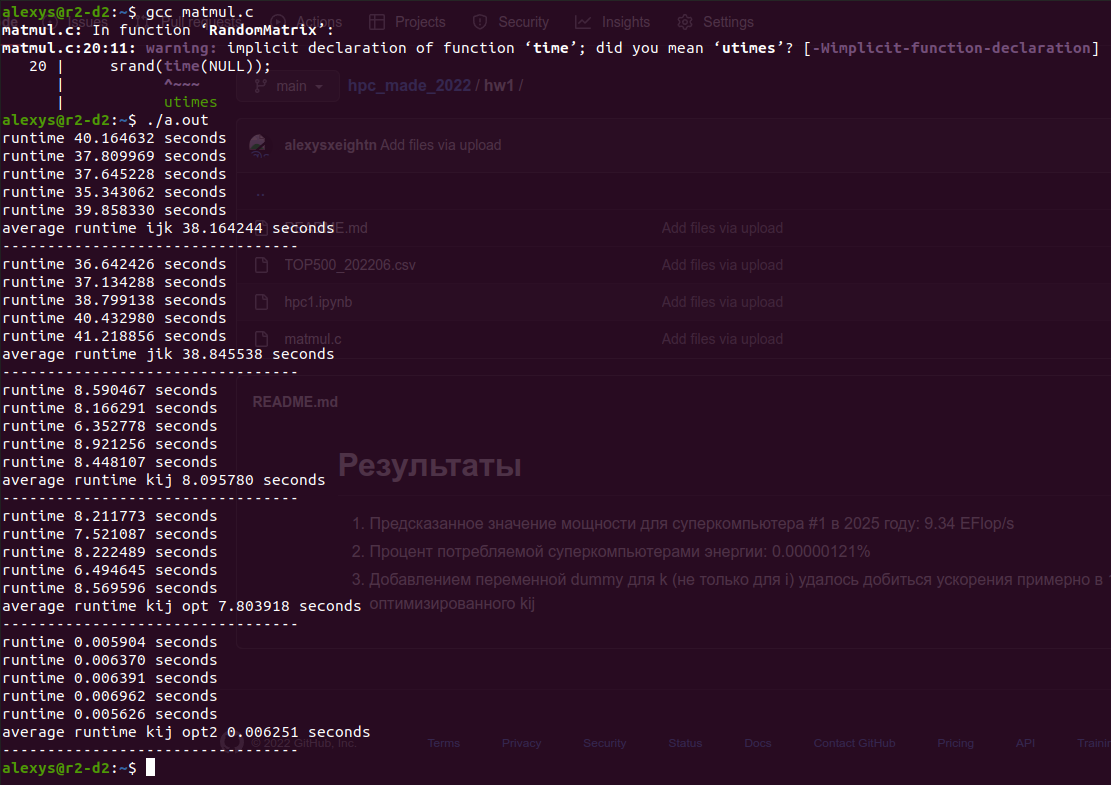 alexys@r2-d2:~$ gcc matmul.c
Issues Pull requests Actions Projects Security Insights Settings
matmul.c: In function ‘RandomMatrix’:
matmul.c:20:11: warning: implicit declaration of function ‘time’; did you mean ‘utimes’? [-Wimplicit-function-declaration]
20 | srand(time(NULL));
| ^~~~
main hpc_made_2022 / hw1 /
| utimes
alexys@r2-d2:~$ ./a.out
runtime 40.164632 seconds
alexysxeightn Add files via upload
runtime 37.809969 seconds
runtime 37.645228 seconds
runtime 35.343062 seconds
..
runtime 39.858330 seconds
average runtime ijk 38.164244 seconds
README.md Add files via upload
---------------------------------
runtime 36.642426 seconds
TOP500_202206.csv Add files via upload
runtime 37.134288 seconds
runtime 38.799138 seconds
hpc1.ipynb Add files via upload
runtime 40.432980 seconds
runtime 41.218856 seconds
matmul.c Add files via upload
average runtime jik 38.845538 seconds
---------------------------------
runtime 8.590467 seconds
README.md
runtime 8.166291 seconds
runtime 6.352778 seconds
runtime 8.921256 seconds
runtime 8.448107 seconds
Результаты
average runtime kij 8.095780 seconds
---------------------------------
runtime 8.211773 seconds
1. Предсказанное значение мощности для суперкомпьютера #1 в 2025 году: 9.34 EFlop/s
runtime 7.521087 seconds
runtime 8.222489 seconds
2. Процент потребляемой суперкомпьютерами энергии: 0.00000121%
runtime 6.494645 seconds
3. Добавлением переменной dummy для k (не только для i) удалось добиться ускорения примерно в
runtime 8.569596 seconds
оптимизированного kij
average runtime kij opt 7.803918 seconds
---------------------------------
runtime 0.005904 seconds
runtime 0.006370 seconds
runtime 0.006391 seconds
runtime 0.006962 seconds
runtime 0.005626 seconds
average runtime kij opt2 0.006251 seconds
© 2022 GitHub, Inc. Terms Privacy Security Status Docs Contact GitHub Pricing API
---------------------------------
alexys@r2-d2:~$